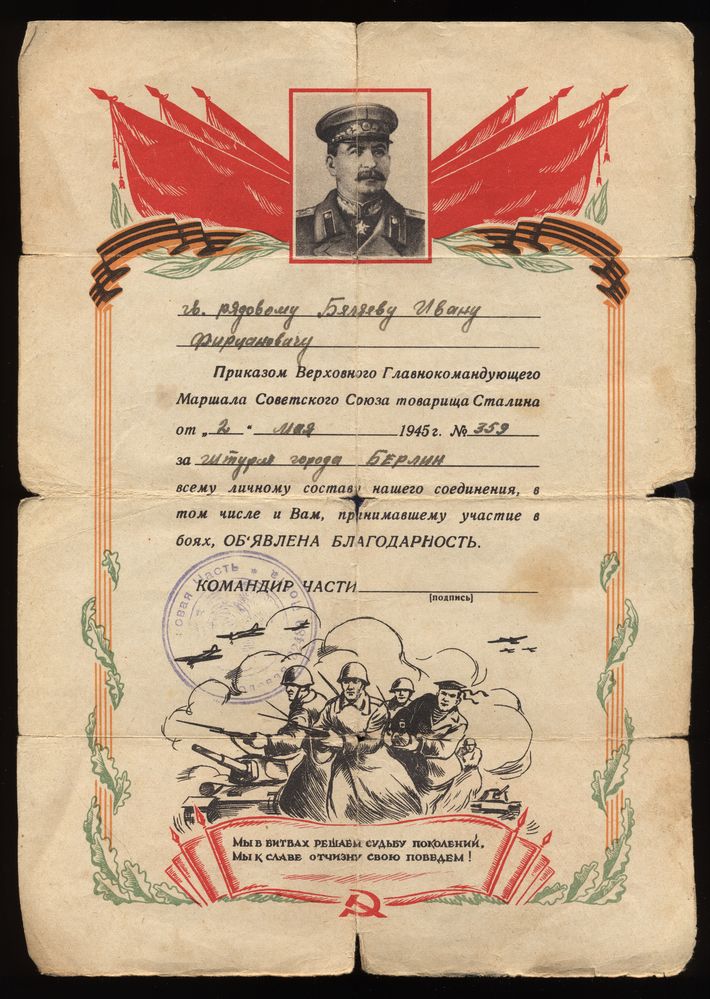 гв. рядовому Беляеву Ивану
Фирцановичу
Приказом Верховного Главнокомандующего
Маршала Советского Союза товарища Сталина
от „2“ мая 1945 г. № 359
за штурм города БЕРЛИН
всему личному составу нашего соединения, в
том числе и Вам, принимавшему участие в
боях, ОБ‘ЯВЛЕНА БЛАГОДАРНОСТЬ.
КОМАНДИР ЧАСТИ
[подпись]
МЫ В БИТВАХ РЕШАЕМ СУДЬБУ ПОКОЛЕНИЙ,
МЫ К СЛАВЕ ОТЧИЗНУ СВОЮ ПОВЕДЕМ!